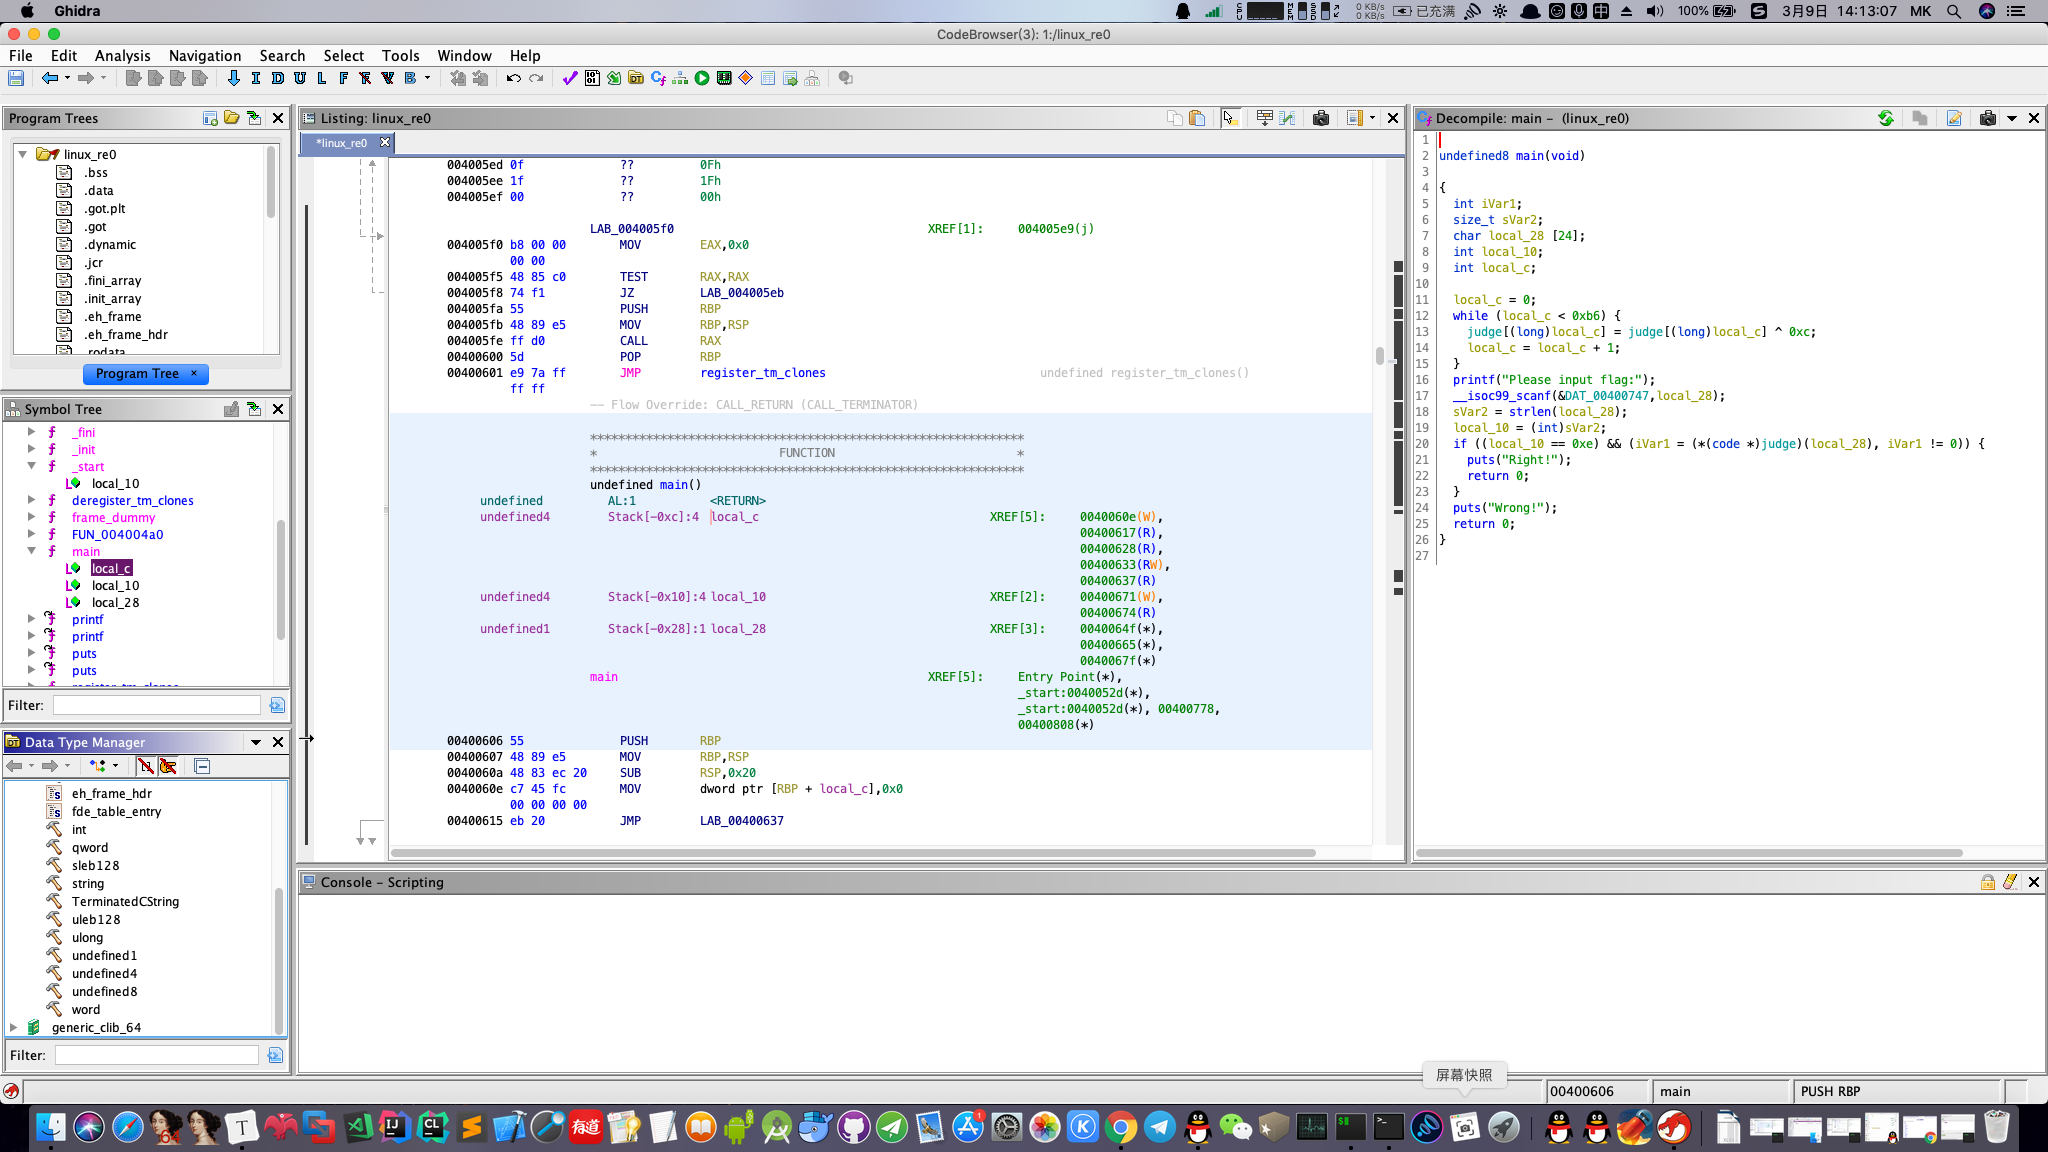 Ghidra
0 KB/s
0 KB/s
已充满
100%
3月9日 14:13:07 MK
CodeBrowser(3): 1:/linux_re0
File Edit Analysis Navigation Search Select Tools Window Help
I D U L F
B
Program Trees
linux_re0
.bss
.data
.got.plt
.got
.dynamic
.jcr
.fini_array
.init_array
.eh_frame
.eh_frame_hdr
.rodata
Program Tree ×
Symbol Tree
_fini
_init
_start
local_10
deregister_tm_clones
frame_dummy
FUN_004004a0
main
local_c
local_10
local_28
printf
printf
puts
puts
register_tm_clones
Filter:
Data Type Manager
eh_frame_hdr
fde_table_entry
int
qword
sleb128
string
TerminatedCString
uleb128
ulong
undefined1
undefined4
undefined8
word
generic_clib_64
Filter:
Listing: linux_re0
*linux_re0
004005ed 0f ?? 0Fh
004005ee 1f ?? 1Fh
004005ef 00 ?? 00h
LAB_004005f0 XREF[1]: 004005e9(j)
004005f0 b8 00 00 MOV EAX,0x0
00 00
004005f5 48 85 c0 TEST RAX,RAX
004005f8 74 f1 JZ LAB_004005eb
004005fa 55 PUSH RBP
004005fb 48 89 e5 MOV RBP,RSP
004005fe ff d0 CALL RAX
00400600 5d POP RBP
00400601 e9 7a ff JMP register_tm_clones undefined register_tm_clones()
ff ff
-- Flow Override: CALL_RETURN (CALL_TERMINATOR)
**************************************************************
* FUNCTION *
**************************************************************
undefined main()
undefined AL:1 <RETURN>
undefined4 Stack[-0xc]:4 local_c XREF[5]: 0040060e(W),
00400617(R),
00400628(R),
00400633(RW),
00400637(R)
undefined4 Stack[-0x10]:4 local_10 XREF[2]: 00400671(W),
00400674(R)
undefined1 Stack[-0x28]:1 local_28 XREF[3]: 0040064f(*),
00400665(*),
0040067f(*)
main XREF[5]: Entry Point(*),
_start:0040052d(*),
_start:0040052d(*), 00400778,
00400808(*)
00400606 55 PUSH RBP
00400607 48 89 e5 MOV RBP,RSP
0040060a 48 83 ec 20 SUB RSP,0x20
0040060e c7 45 fc MOV dword ptr [RBP + local_c],0x0
00 00 00 00
00400615 eb 20 JMP LAB_00400637
Decompile: main - (linux_re0)
1
2 undefined8 main(void)
3
4 {
5 int iVar1;
6 size_t sVar2;
7 char local_28 [24];
8 int local_10;
9 int local_c;
10
11 local_c = 0;
12 while (local_c < 0xb6) {
13 judge[(long)local_c] = judge[(long)local_c] ^ 0xc;
14 local_c = local_c + 1;
15 }
16 printf("Please input flag:");
17 __isoc99_scanf(&DAT_00400747,local_28);
18 sVar2 = strlen(local_28);
19 local_10 = (int)sVar2;
20 if ((local_10 == 0xe) && (iVar1 = (*(code *)judge)(local_28), iVar1 != 0)) {
21 puts("Right!");
22 return 0;
23 }
24 puts("Wrong!");
25 return 0;
26 }
27
Console - Scripting
屏幕快照
00400606 main PUSH RBP